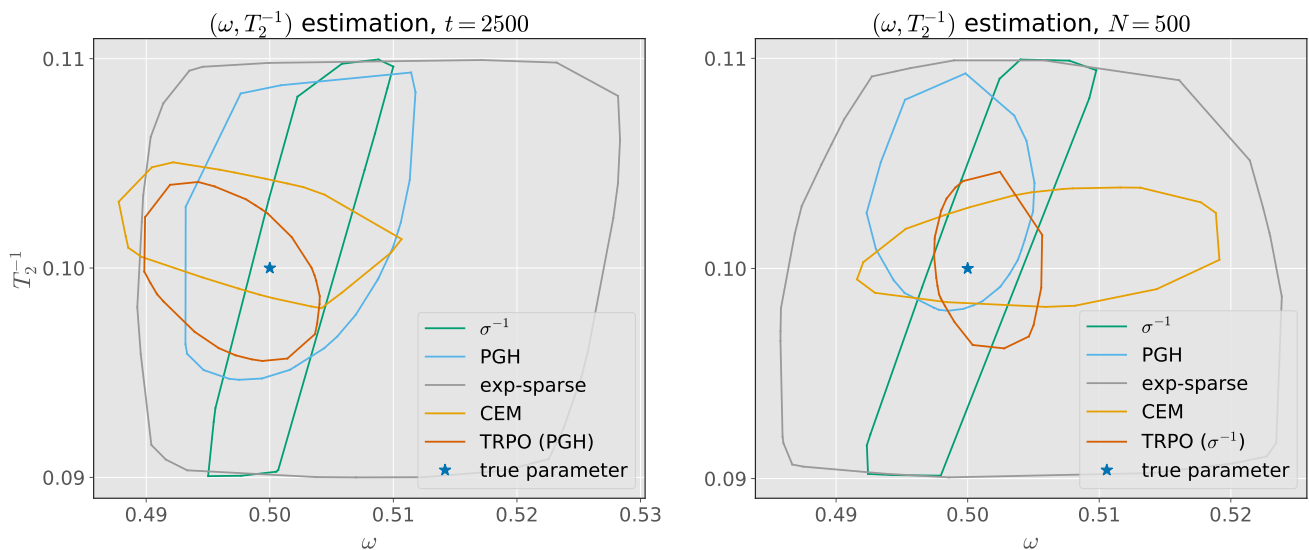 (ω, T₂⁻¹) estimation, t = 2500
0.11
0.10
0.09
T₂⁻¹
0.49 0.50 0.51 0.52 0.53
ω
σ⁻¹
PGH
exp-sparse
CEM
TRPO (PGH)
true parameter
(ω, T₂⁻¹) estimation, N = 500
0.11
0.10
0.09
0.49 0.50 0.51 0.52
ω
σ⁻¹
PGH
exp-sparse
CEM
TRPO (σ⁻¹)
true parameter